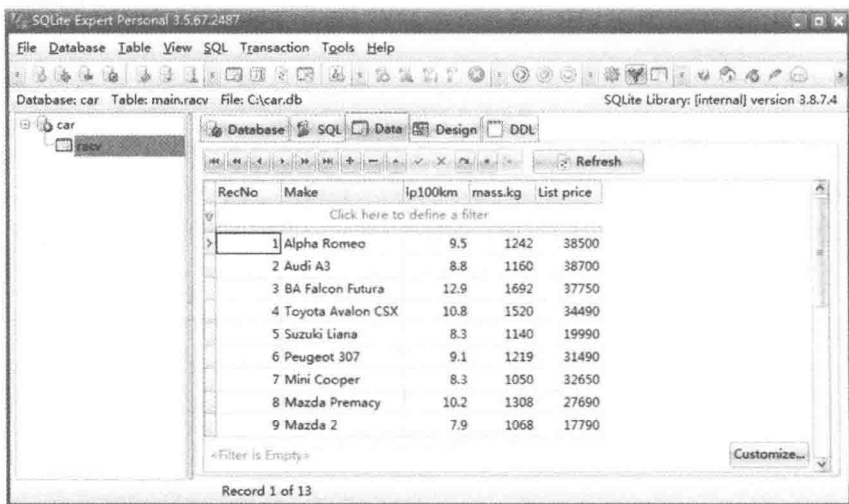 SQLite Expert Personal 3.5.67.2487
File Database Table View SQL Transaction Tools Help
Database: car Table: main.racv File: C:\car.db SQLite Library: [internal] version 3.8.7.4
car
racv
Database SQL Data Design DDL
Refresh
RecNo Make lp100km mass.kg List price
Click here to define a filter
1 Alpha Romeo 9.5 1242 38500
2 Audi A3 8.8 1160 38700
3 BA Falcon Futura 12.9 1692 37750
4 Toyota Avalon CSX 10.8 1520 34490
5 Suzuki Liana 8.3 1140 19990
6 Peugeot 307 9.1 1219 31490
7 Mini Cooper 8.3 1050 32650
8 Mazda Premacy 10.2 1308 27690
9 Mazda 2 7.9 1068 17790
<Filter is Empty>
Customize...
Record 1 of 13